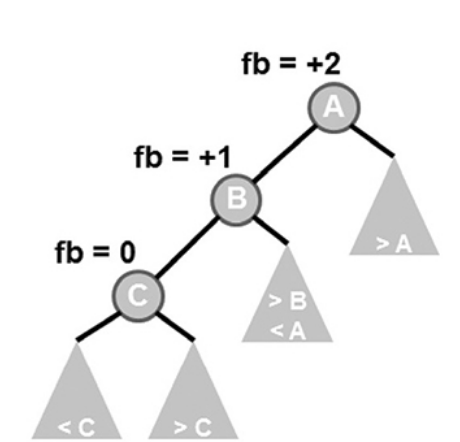 fb = +2
A
fb = +1
B
> A
fb = 0
C
> B
< A
< C
> C